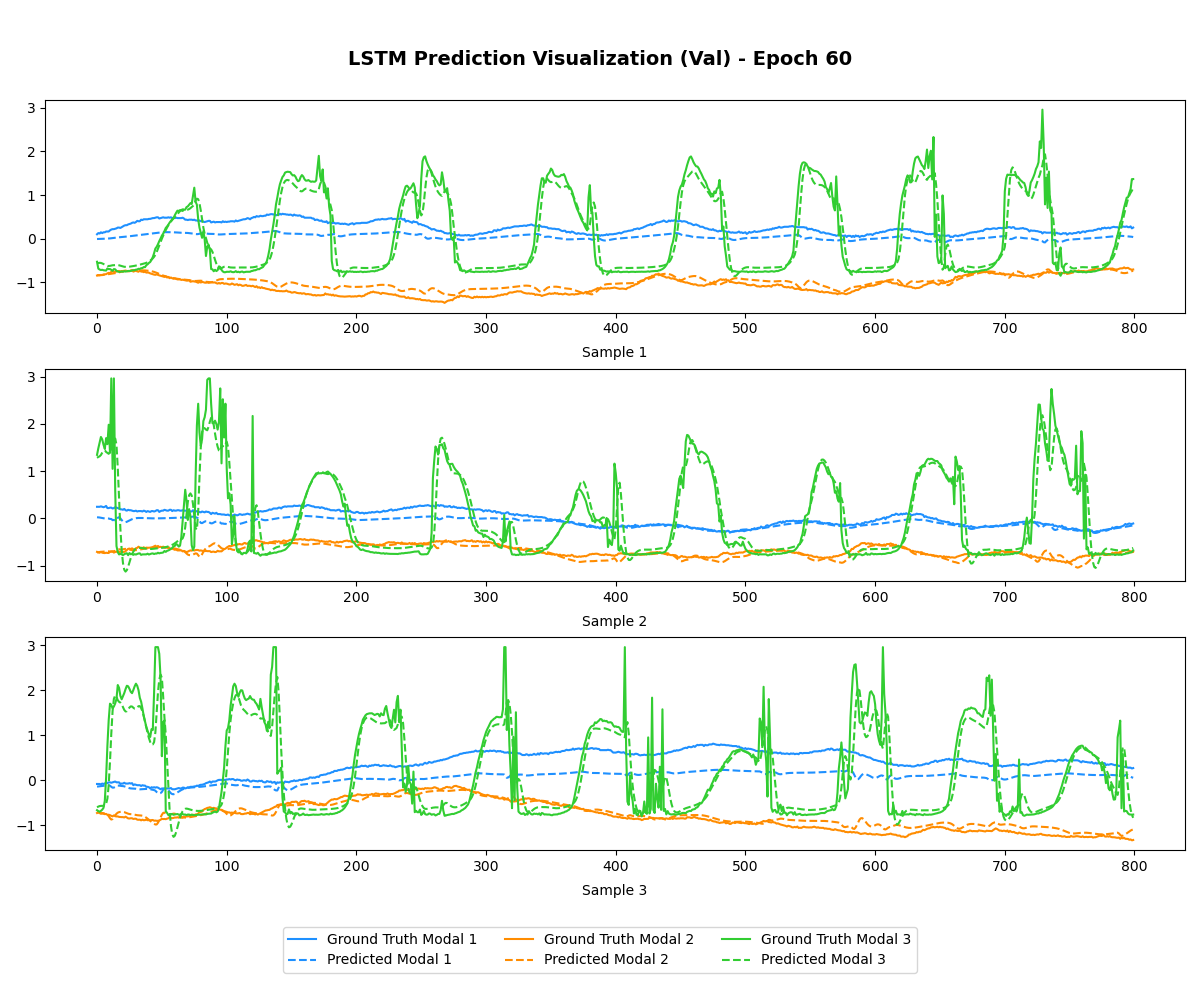 LSTM Prediction Visualization (Val) - Epoch 60
3
2
1
0
−1
0 100 200 300 400 500 600 700 800
Sample 1
3
2
1
0
−1
0 100 200 300 400 500 600 700 800
Sample 2
3
2
1
0
−1
0 100 200 300 400 500 600 700 800
Sample 3
Ground Truth Modal 1 Ground Truth Modal 2 Ground Truth Modal 3
Predicted Modal 1 Predicted Modal 2 Predicted Modal 3